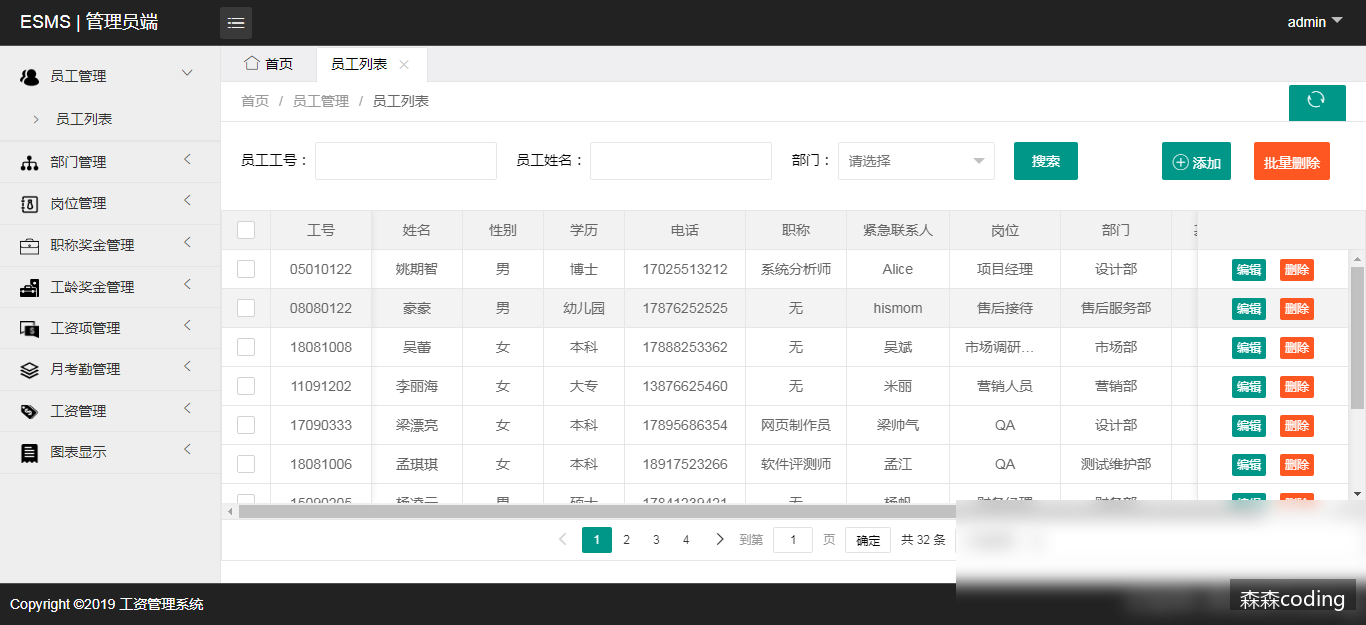 ESMS | 管理员端
admin
员工管理
员工列表
部门管理
岗位管理
职称奖金管理
工龄奖金管理
工资项管理
月考勤管理
工资管理
图表显示
首页 员工列表
首页 / 员工管理 / 员工列表
员工工号： 员工姓名： 部门： 请选择 搜索 添加 批量删除
工号 姓名 性别 学历 电话 职称 紧急联系人 岗位 部门
05010122 姚期智 男 博士 17025513212 系统分析师 Alice 项目经理 设计部 编辑 删除
08080122 豪豪 男 幼儿园 17876252525 无 hismom 售后接待 售后服务部 编辑 删除
18081008 吴蕾 女 本科 17888253362 无 吴斌 市场调研... 市场部 编辑 删除
11091202 李丽海 女 大专 13876625460 无 米丽 营销人员 营销部 编辑 删除
17090333 梁漂亮 女 本科 17895686354 网页制作员 梁帅气 QA 设计部 编辑 删除
18081006 孟琪琪 女 本科 18917523266 软件评测师 孟江 QA 测试维护部 编辑 删除
1 2 3 4 到第 1 页 确定 共 32 条
Copyright ©2019 工资管理系统
森森coding